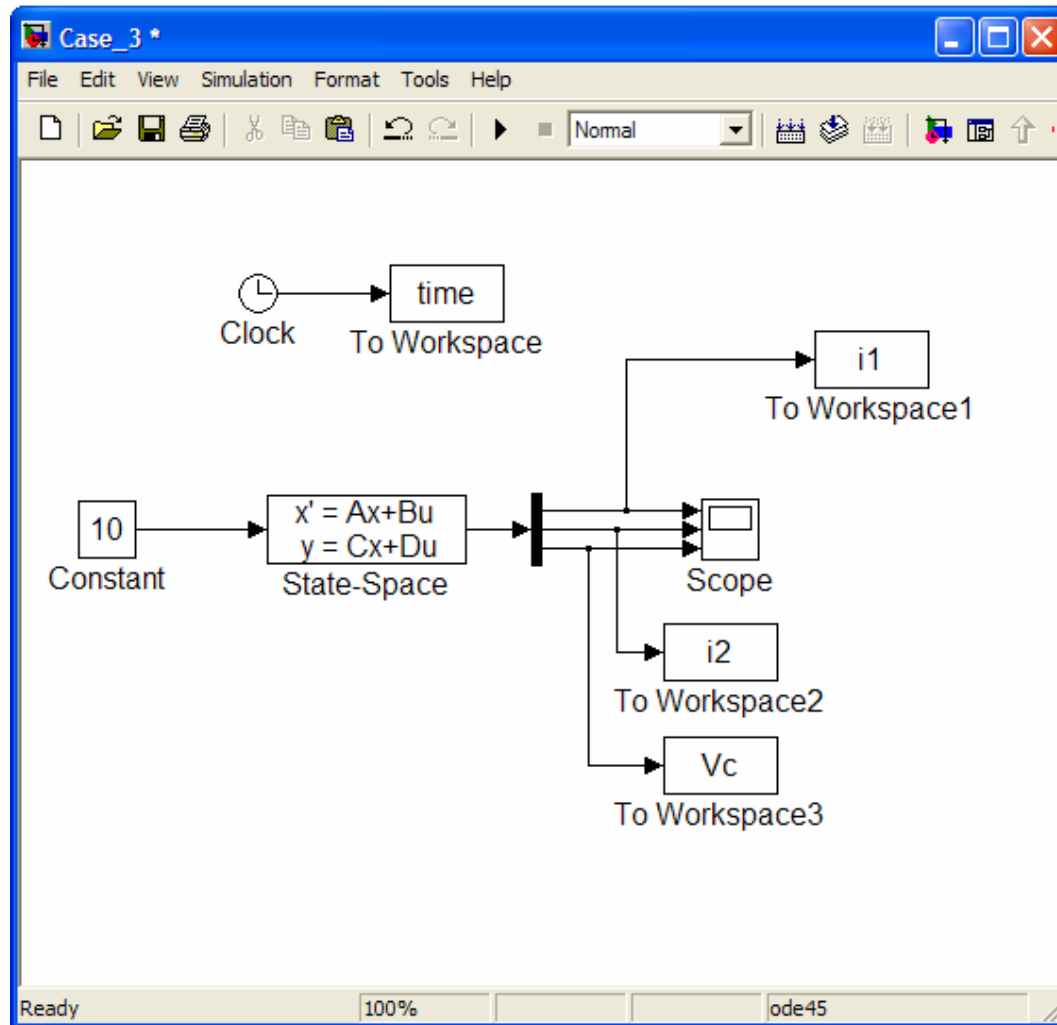 Case_3 *
File Edit View Simulation Format Tools Help
Normal
time
Clock
To Workspace
i1
To Workspace1
10
x' = Ax+Bu
y = Cx+Du
Constant
State-Space
Scope
i2
To Workspace2
Vc
To Workspace3
Ready 100% ode45